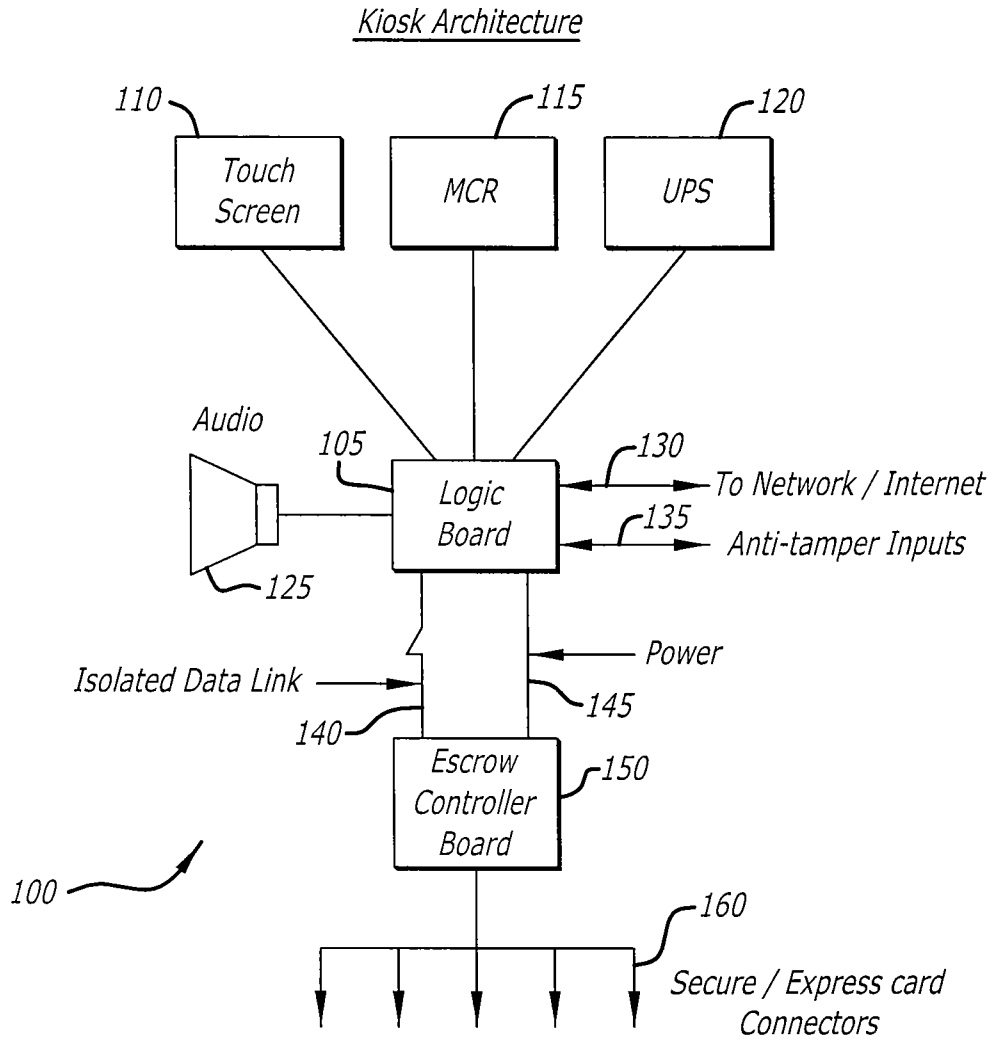 Kiosk Architecture
110
115
120
Touch
Screen
MCR
UPS
Audio
105
130
Logic
Board
To Network / Internet
135
Anti-tamper Inputs
125
Power
Isolated Data Link
145
140
Escrow
Controller
Board
150
100
160
Secure / Express card
Connectors